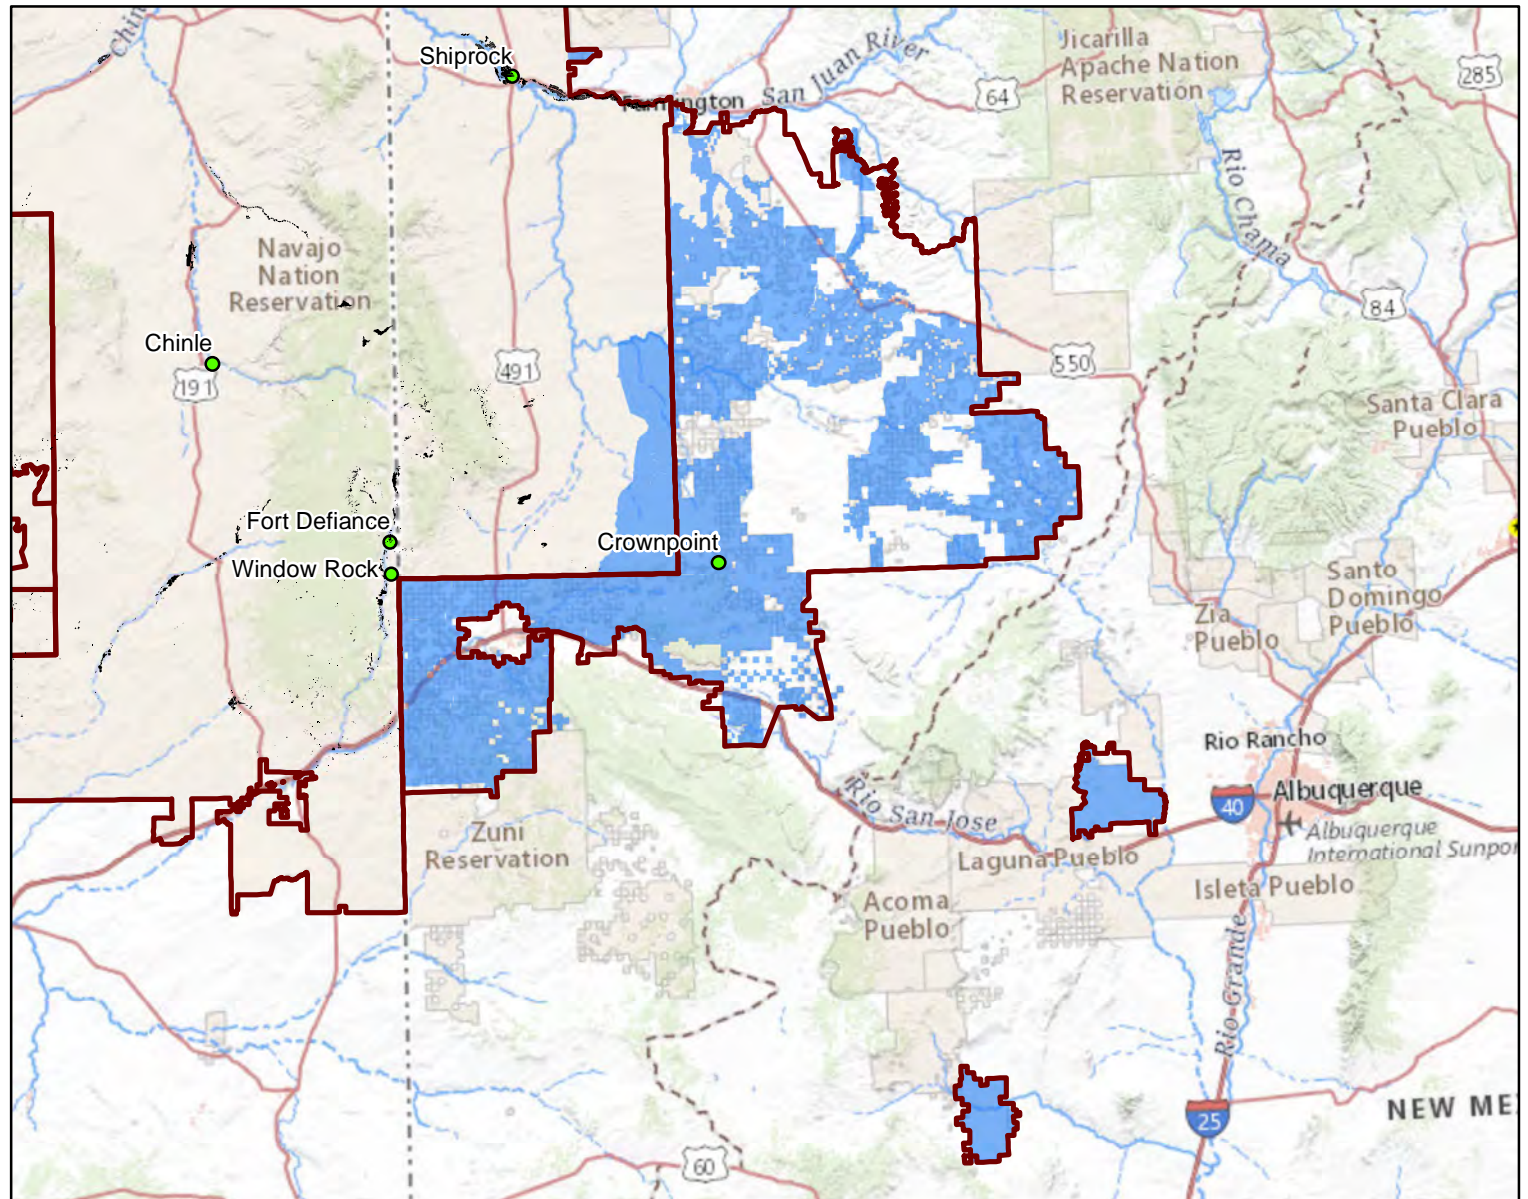 Chin
Shiprock
Farmington
San Juan River
64
Jicarilla
Apache Nation
Reservation
285
Rio Chama
Navajo
Nation
Reservation
84
Chinle
191
491
550
Santa Clara
Pueblo
Fort Defiance
Crownpoint
Window Rock
Santo
Domingo
Pueblo
Zia
Pueblo
Rio Rancho
Albuquerque
40
Rio San Jose
Albuquerque
International Sunpor
Zuni
Reservation
Laguna Pueblo
Isleta Pueblo
Acoma
Pueblo
Rio Grande
NEW ME
25
60